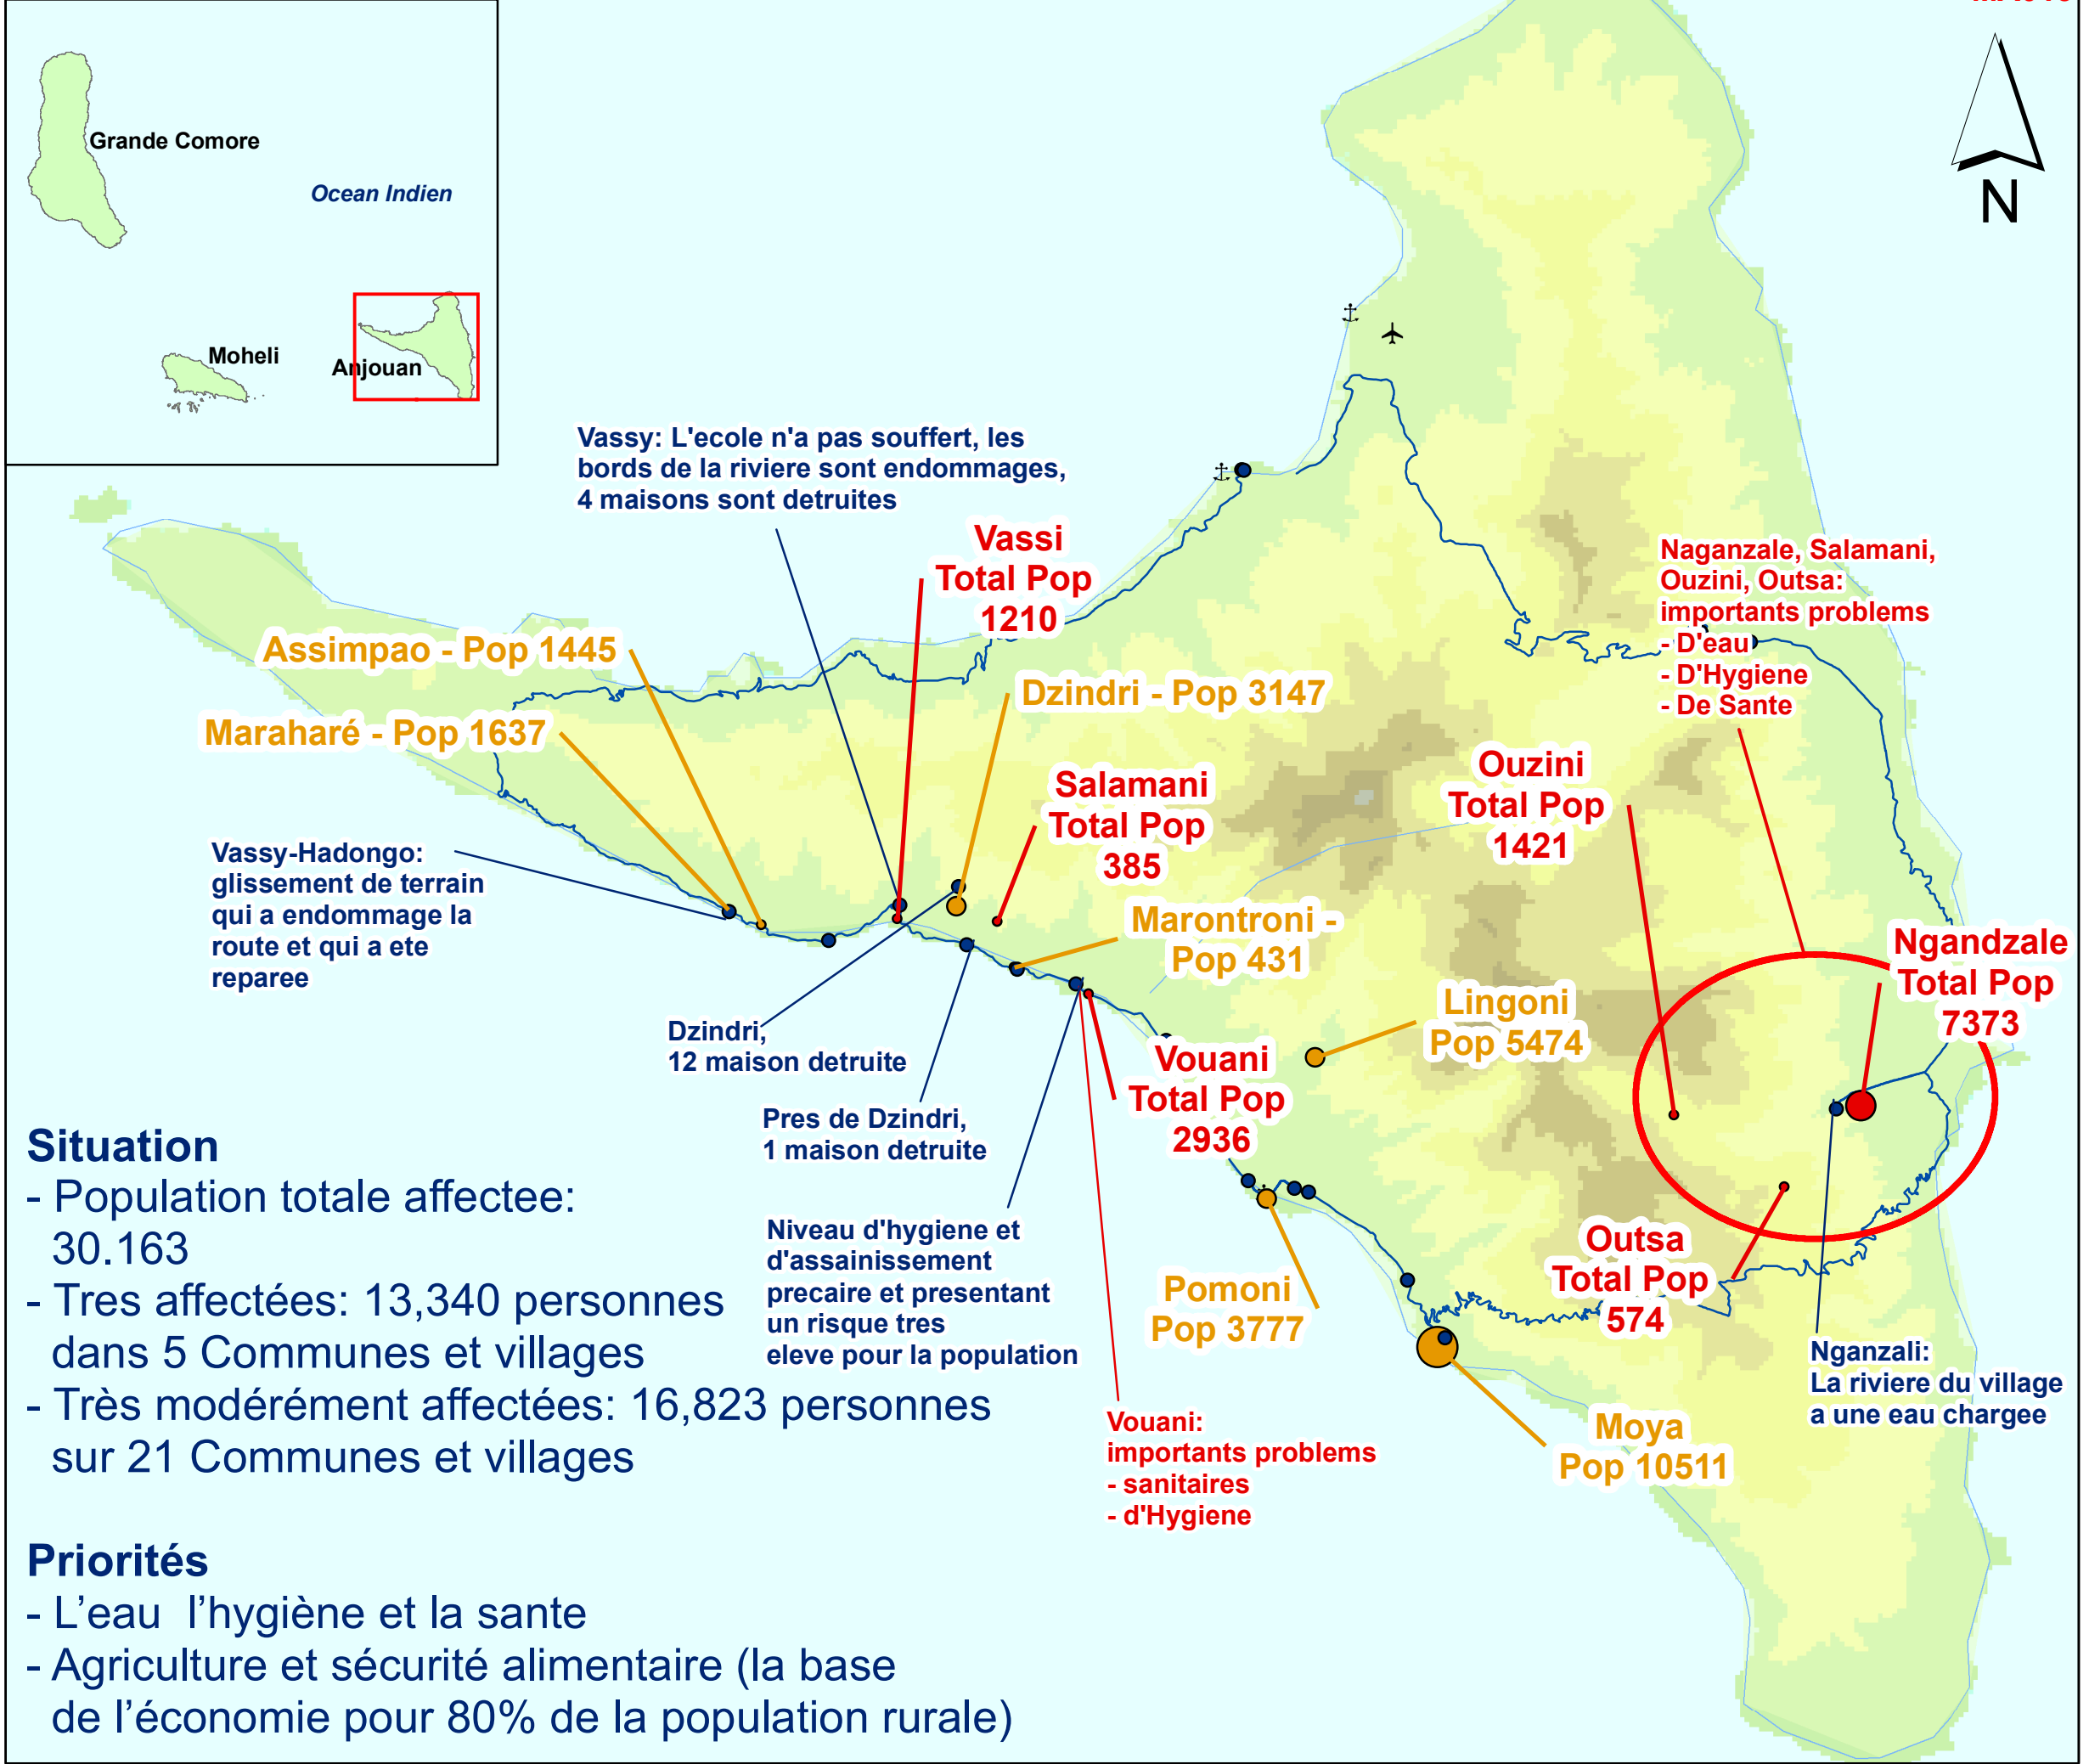 Grande Comore
Ocean Indien
Moheli
Anjouan
N
Vassy: L'ecole n'a pas souffert, les
bords de la riviere sont endommages,
4 maisons sont detruites
Vassi
Total Pop
1210
Naganzale, Salamani,
Ouzini, Outsa:
importants problems
- D'eau
- D'Hygiene
- De Sante
Assimpao - Pop 1445
Dzindri - Pop 3147
Maraharé - Pop 1637
Salamani
Total Pop
385
Ouzini
Total Pop
1421
Vassy-Hadongo:
glissement de terrain
qui a endommage la
route et qui a ete
reparee
Marontroni -
Pop 431
Ngandzale
Total Pop
7373
Lingoni
Pop 5474
Dzindri,
12 maison detruite
Vouani
Total Pop
2936
Pres de Dzindri,
1 maison detruite
Niveau d'hygiene et
d'assainissement
precaire et presentant
un risque tres
eleve pour la population
Pomoni
Pop 3777
Outsa
Total Pop
574
Nganzali:
La riviere du village
a une eau chargee
Vouani:
importants problems
- sanitaires
- d'Hygiene
Moya
Pop 10511
Situation
- Population totale affectee:
30.163
- Tres affectées: 13,340 personnes
dans 5 Communes et villages
- Très modérément affectées: 16,823 personnes
sur 21 Communes et villages
Priorités
- L’eau l’hygiène et la sante
- Agriculture et sécurité alimentaire (la base
de l’économie pour 80% de la population rurale)